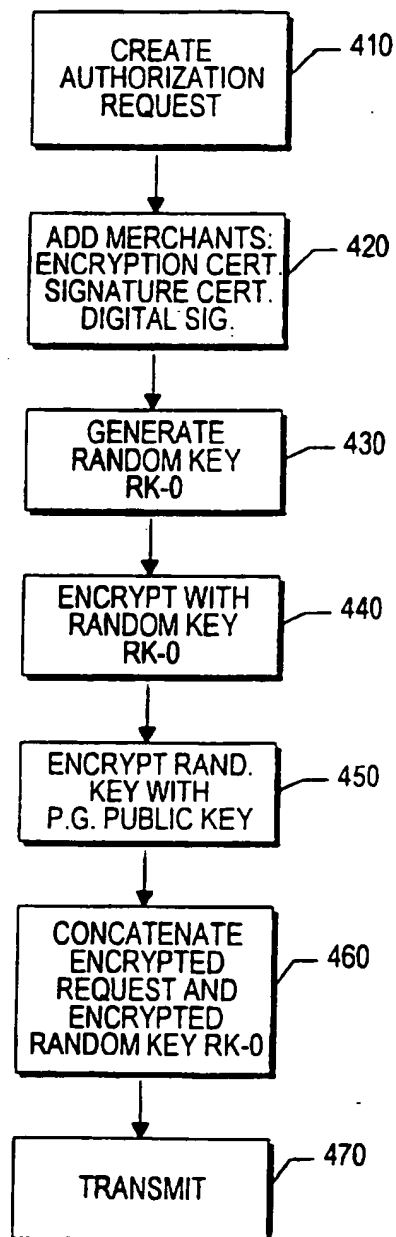 CREATE
AUTHORIZATION
REQUEST
410
ADD MERCHANTS:
ENCRYPTION CERT.
SIGNATURE CERT.
DIGITAL SIG.
420
GENERATE
RANDOM KEY
RK-0
430
ENCRYPT WITH
RANDOM KEY
RK-0
440
ENCRYPT RAND.
KEY WITH
P.G. PUBLIC KEY
450
CONCATENATE
ENCRYPTED
REQUEST AND
ENCRYPTED
RANDOM KEY RK-0
460
TRANSMIT
470